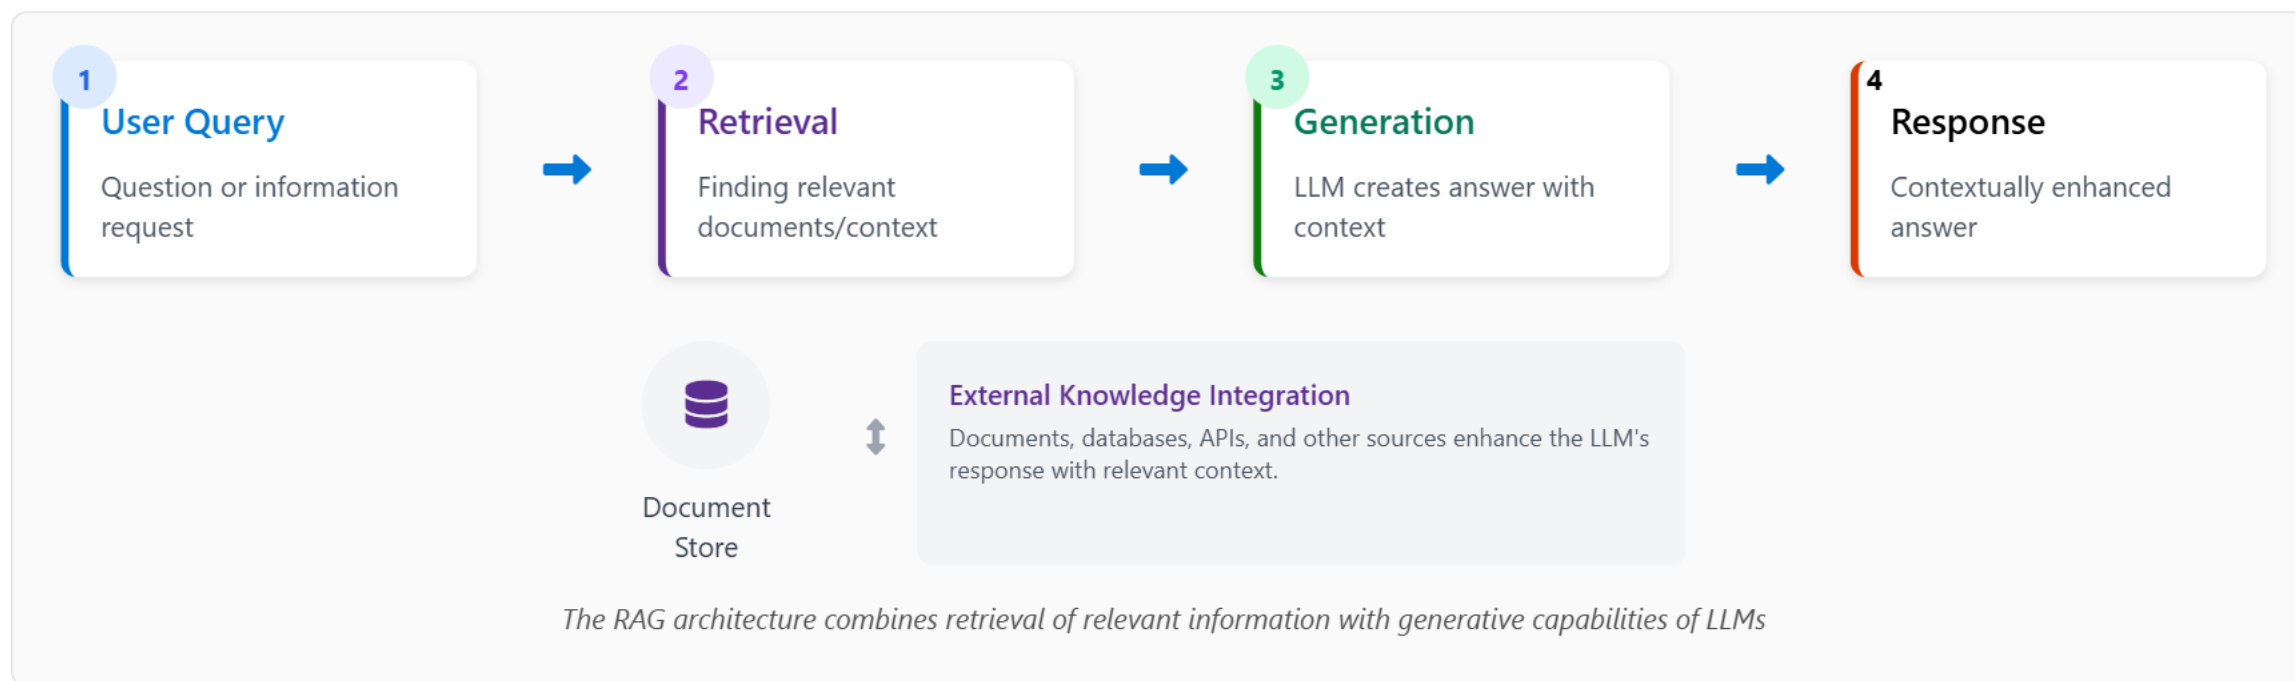 1
User Query
Question or information
request
2
Retrieval
Finding relevant
documents/context
3
Generation
LLM creates answer with
context
4
Response
Contextually enhanced
answer
Document
Store
External Knowledge Integration
Documents, databases, APIs, and other sources enhance the LLM's
response with relevant context.
The RAG architecture combines retrieval of relevant information with generative capabilities of LLMs